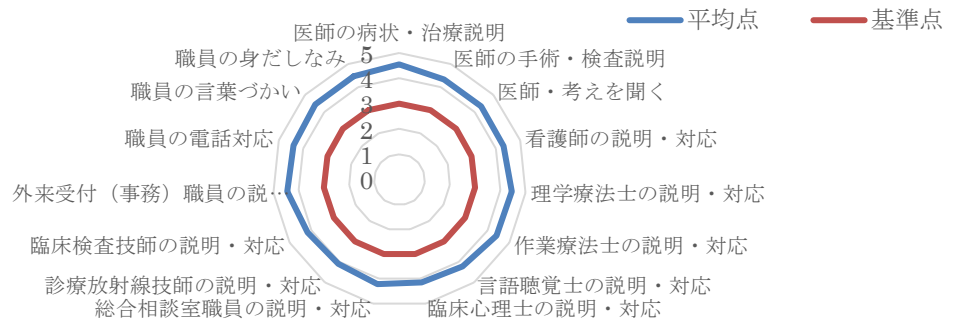 平均点
基準点
医師の病状・治療説明
医師の手術・検査説明
医師・考えを聞く
看護師の説明・対応
理学療法士の説明・対応
作業療法士の説明・対応
言語聴覚士の説明・対応
臨床心理士の説明・対応
総合相談室職員の説明・対応
診療放射線技師の説明・対応
臨床検査技師の説明・対応
外来受付（事務）職員の説…
職員の電話対応
職員の言葉づかい
職員の身だしなみ
5
4
3
2
1
0